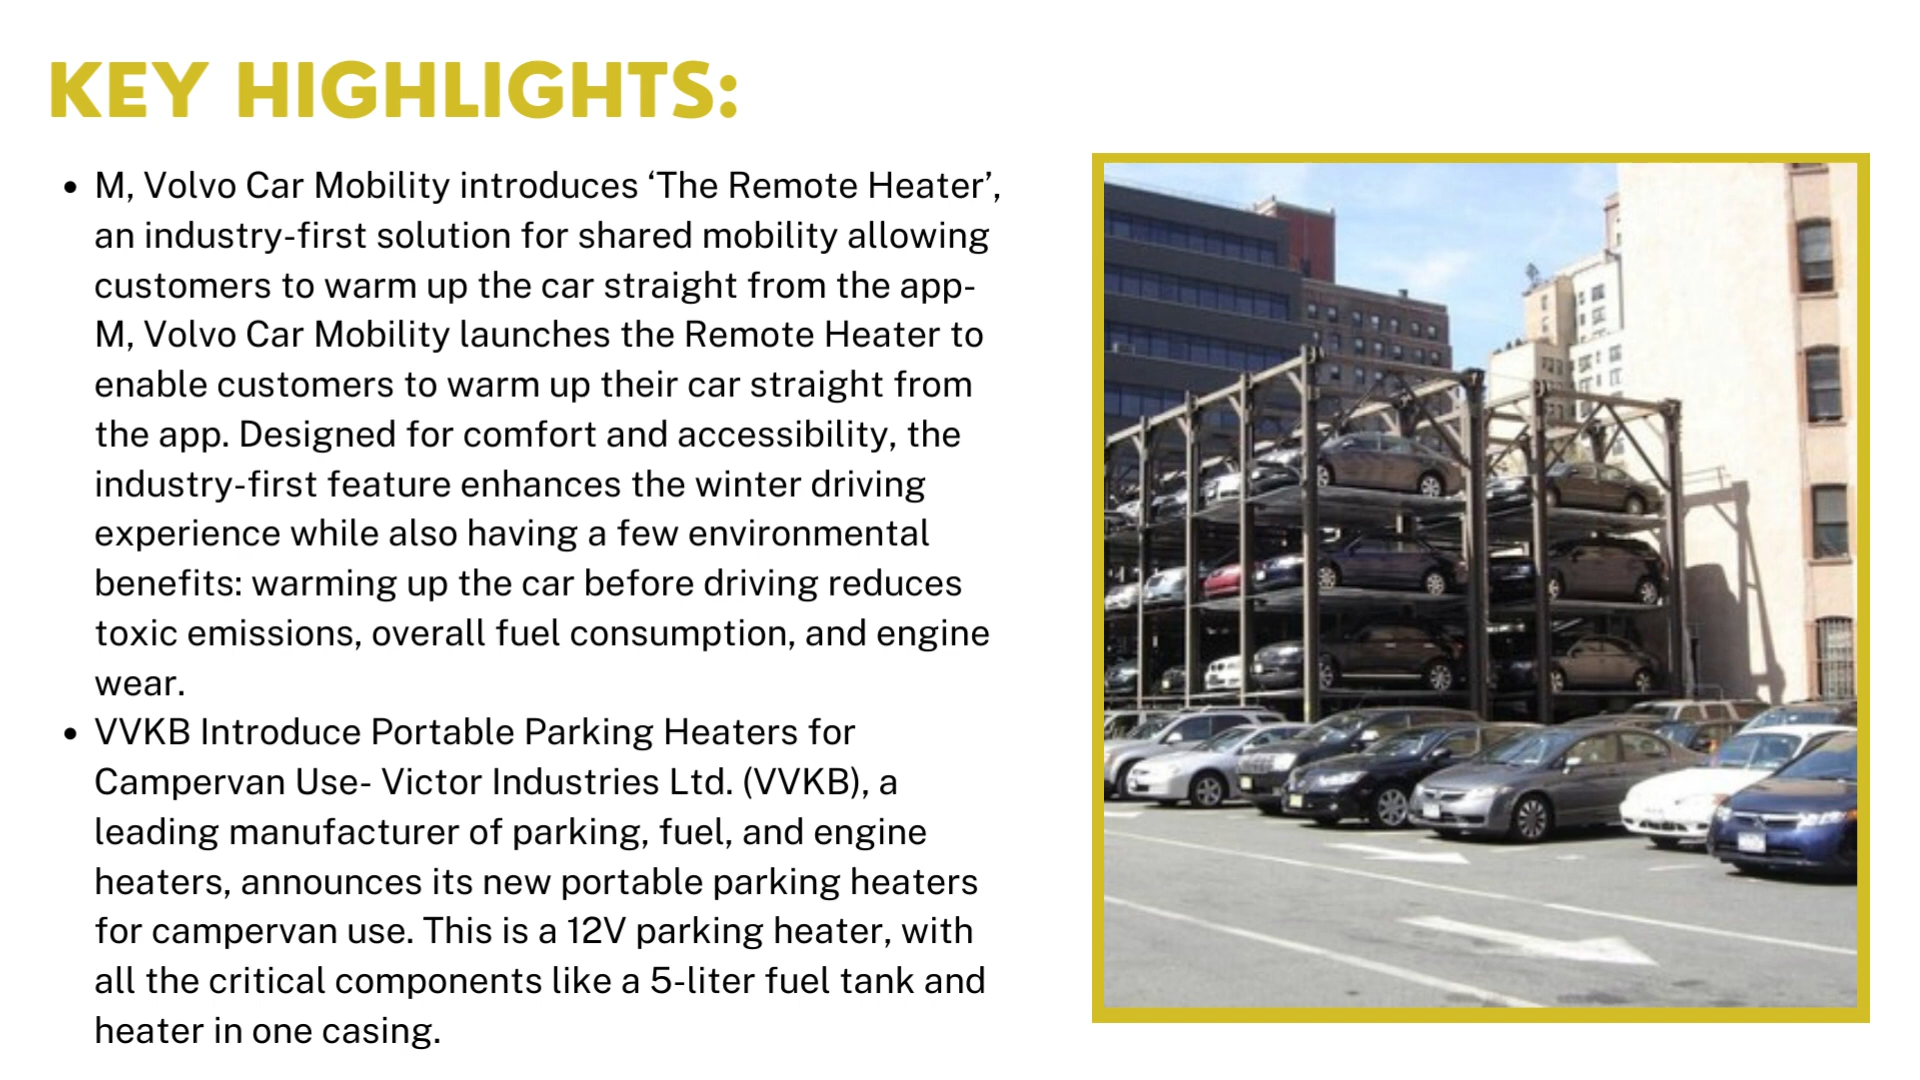 KEY HIGHLIGHTS:
• M, Volvo Car Mobility introduces ‘The Remote Heater’,
an industry-first solution for shared mobility allowing
customers to warm up the car straight from the app-
M, Volvo Car Mobility launches the Remote Heater to
enable customers to warm up their car straight from
the app. Designed for comfort and accessibility, the
industry-first feature enhances the winter driving
experience while also having a few environmental
benefits: warming up the car before driving reduces
toxic emissions, overall fuel consumption, and engine
wear.
• VVKB Introduce Portable Parking Heaters for
Campervan Use- Victor Industries Ltd. (VVKB), a
leading manufacturer of parking, fuel, and engine
heaters, announces its new portable parking heaters
for campervan use. This is a 12V parking heater, with
all the critical components like a 5-liter fuel tank and
heater in one casing.